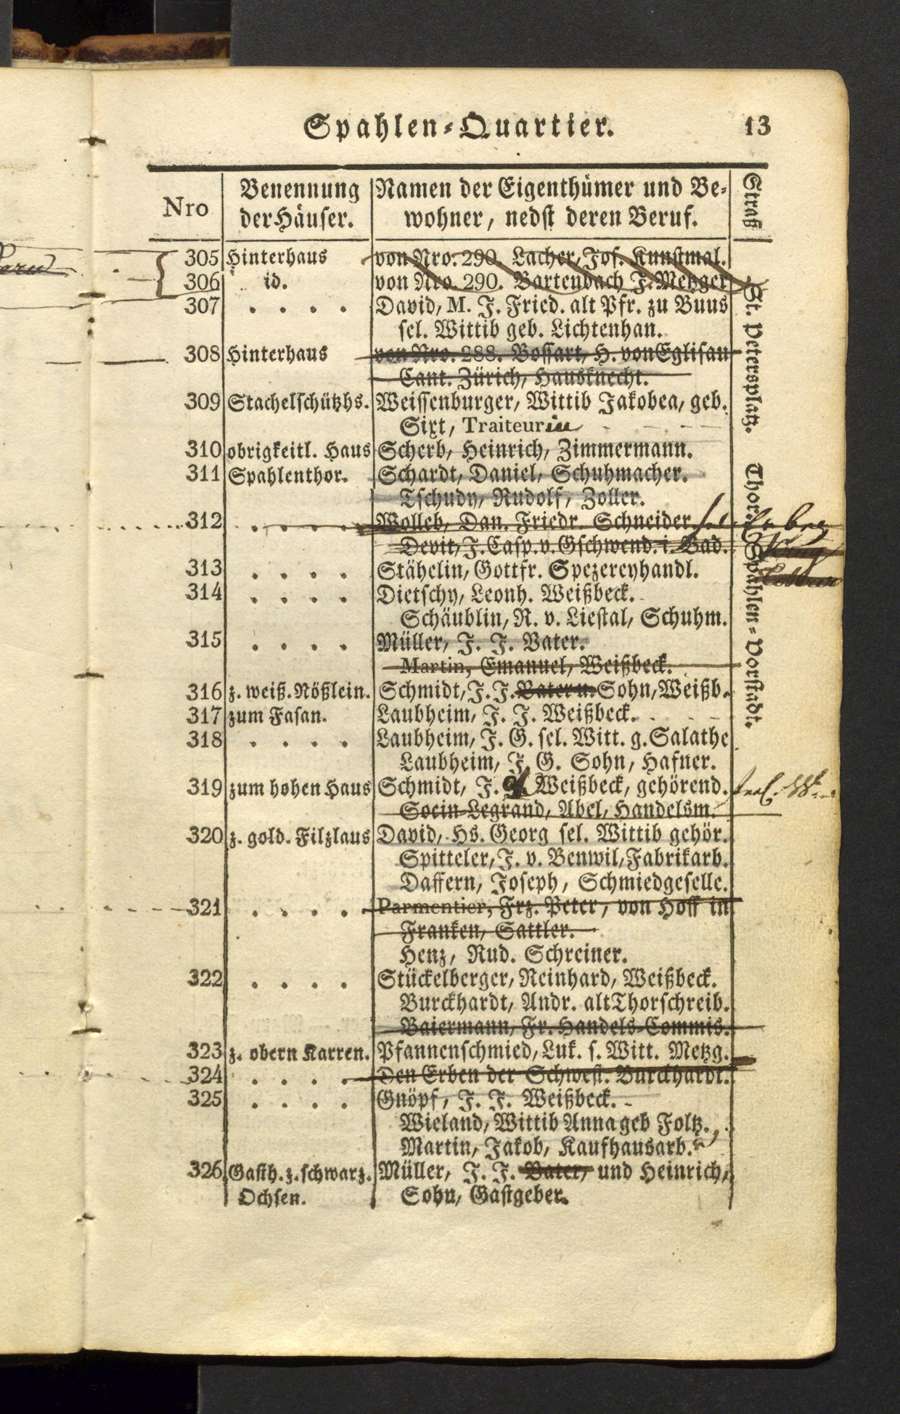 Spahlen-Quartier. 13
Nro
Benennung der Häuser.
Namen der Eigenthümer und Be-
wohner, nebst deren Beruf.
Straß
305 Hinterhaus von Nro. 290. Lacher, Jos. Kunstmal.
306 id. von Nro. 290. Bartenbach J. Metzger
307 . . . . David, M. J. Fried. alt Pfr. zu Buus
sel. Wittib geb. Lichtenhan.
308 Hinterhaus von Nro. 288. Bossart, H. von Eglisau
Cant. Zürich, Hausknecht.
309 Stachelschützhs. Weissenburger, Wittib Jakobea, geb.
Sixt, Traiteurin
310 obrigkeitl. Haus Scherb, Heinrich, Zimmermann.
311 Spahlenthor. Schardt, Daniel, Schuhmacher.
Tschudy, Rudolf, Zoller.
312 . . . . Wolleb, Dan. Friedr. Schneider
Devit, J. Casp. v. Gschwend. i. Bad.
313 . . . . Stähelin, Gottfr. Spezereyhandl.
314 . . . . Dietschy, Leonh. Weißbeck.
Schäublin, R. v. Liestal, Schuhm.
315 . . . . Müller, J. J. Vater.
Martin, Emanuel, Weißbeck.
316 z. weiß. Rößlein. Schmidt, J. J. Vater u. Sohn, Weißb.
317 zum Fasan. Laubheim, J. J. Weißbeck.
318 . . . . Laubheim, J. G. sel. Witt. g. Salathe
Laubheim, J. G. Sohn, Hafner.
319 zum hohen Haus Schmidt, J. Weißbeck, gehörend.
Socin-Legrand, Abel, Handelsm.
320 z. gold. Filzlaus David, Hs. Georg sel. Wittib gehör.
Spitteler, J. v. Benwil, Fabrikarb.
Daffern, Joseph, Schmiedgeselle.
321 . . . . Parmentier, Frz. Peter, von Hoff in
Franken, Sattler.
Henz, Rud. Schreiner.
322 . . . . Stückelberger, Reinhard, Weißbeck.
Burckhardt, Andr. alt Thorschreib.
Baiermann, Fr. Handels-Commis.
323 z. obern Karren. Pfannenschmied, Luk. s. Witt. Metzg.
324 . . . . Den Erben der Schwest. Burckhardt.
325 . . . . Gnöpf, J. J. Weißbeck.
Wieland, Wittib Anna geb Foltz.
Martin, Jakob, Kaufhausarb.
326 Gasth. z. schwarz. Müller, J. J. Vater, und Heinrich,
Ochsen. Sohn, Gastgeber.
St. Petersplatz. Thor. Spahlen-Vorstadt.